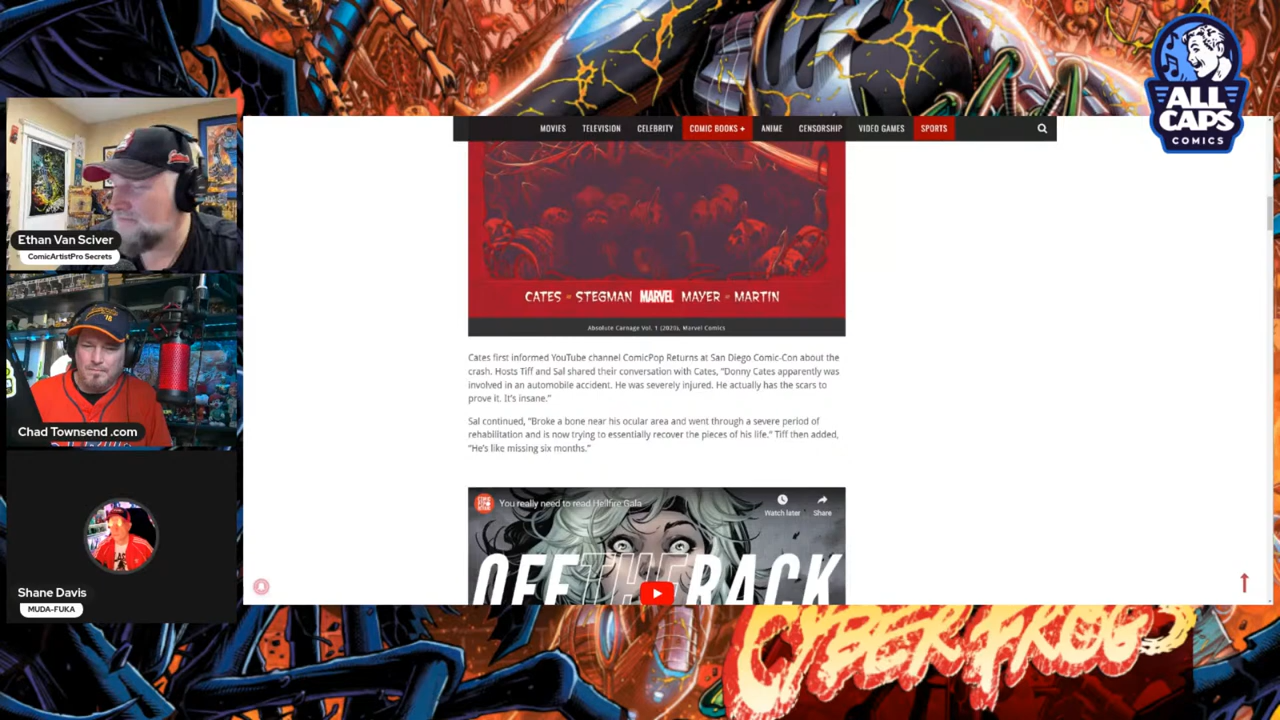 ALL
CAPS
COMICS
MOVIES TELEVISION CELEBRITY COMIC BOOKS + ANIME CENSORSHIP VIDEO GAMES SPORTS
Ethan Van Sciver
ComicArtistPro Secrets
Chad Townsend .com
Shane Davis
MUDA-FUKA
CATES - STEGMAN MARVEL MAYER - MARTIN
Absolute Carnage Vol. 1 (2020), Marvel Comics
Cates first informed YouTube channel ComicPop Returns at San Diego Comic-Con about the
crash. Hosts Tiff and Sal shared their conversation with Cates, “Donny Cates apparently was
involved in an automobile accident. He was severely injured. He actually has the scars to
prove it. It’s insane.”
Sal continued, “Broke a bone near his ocular area and went through a severe period of
rehabilitation and is now trying to essentially recover the pieces of his life.” Tiff then added,
“He’s like missing six months.”
You really need to read Hellfire Gala
Watch later Share
OFF THE RACK
CYBERFROG